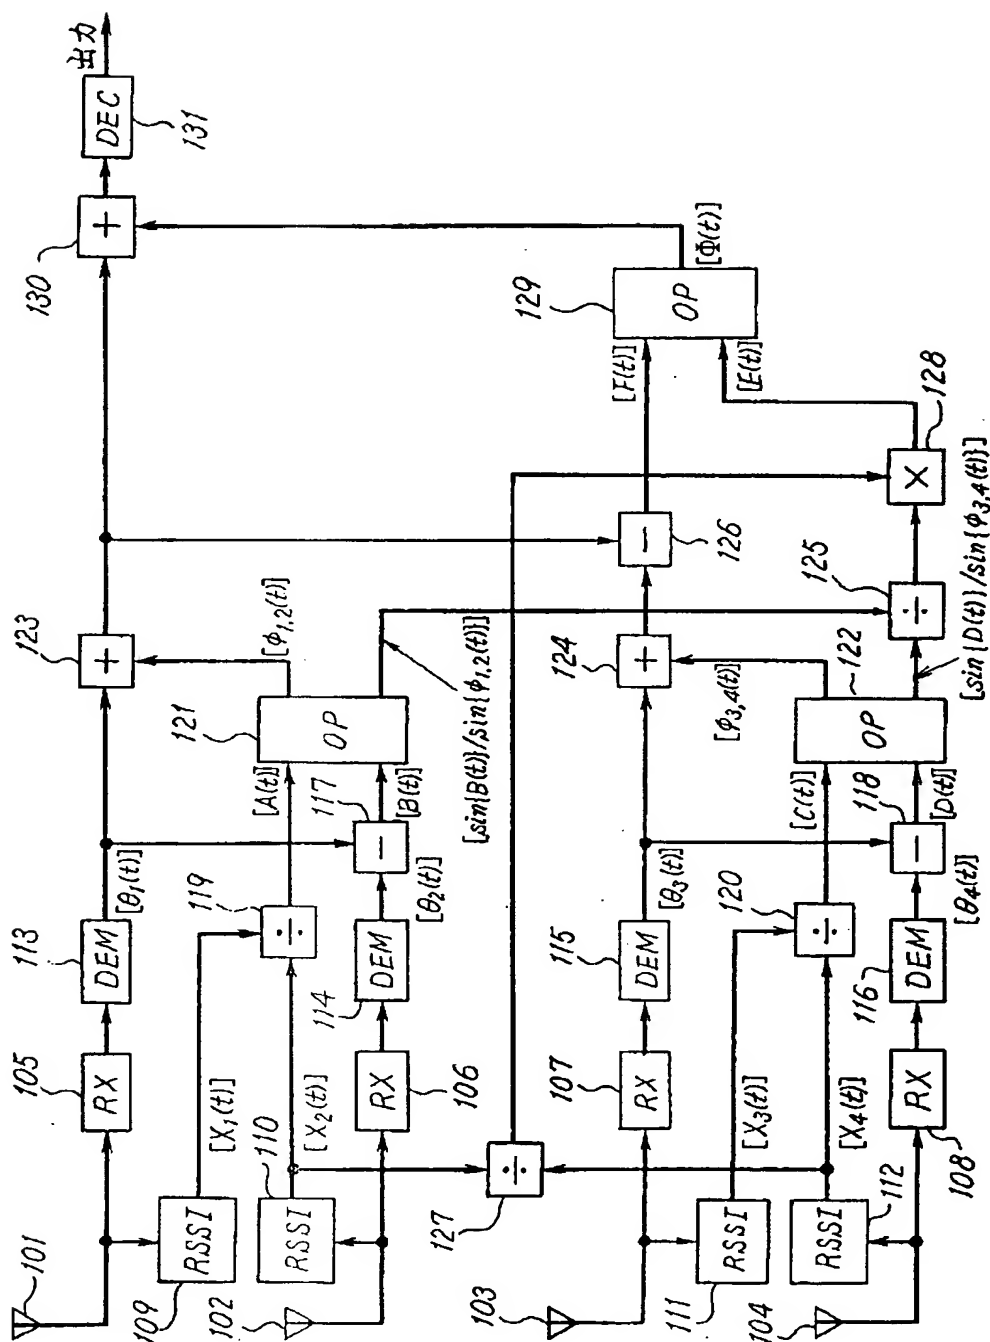 101
105
RX
113
DEM
[θ₁(t)]
123
+
130
+
DEC
131
出力
109
RSSI
[X₁(t)]
119
÷
[A(t)]
121
OP
[ϕ₁,₂(t)]
110
RSSI
[X₂(t)]
102
RX
106
114
DEM
[θ₂(t)]
117
−
[B(t)]
[sin{B(t)}/sin{ϕ₁,₂(t)}]
127
÷
103
107
RX
115
DEM
[θ₃(t)]
124
+
126
−
[F(t)]
129
OP
[Φ(t)]
[E(t)]
111
RSSI
[X₃(t)]
120
÷
[C(t)]
[ϕ₃,₄(t)]
122
OP
125
÷
128
X
112
RSSI
[X₄(t)]
104
108
RX
116
DEM
[θ₄(t)]
118
−
[D(t)]
[sin{D(t)}/sin{ϕ₃,₄(t)}]